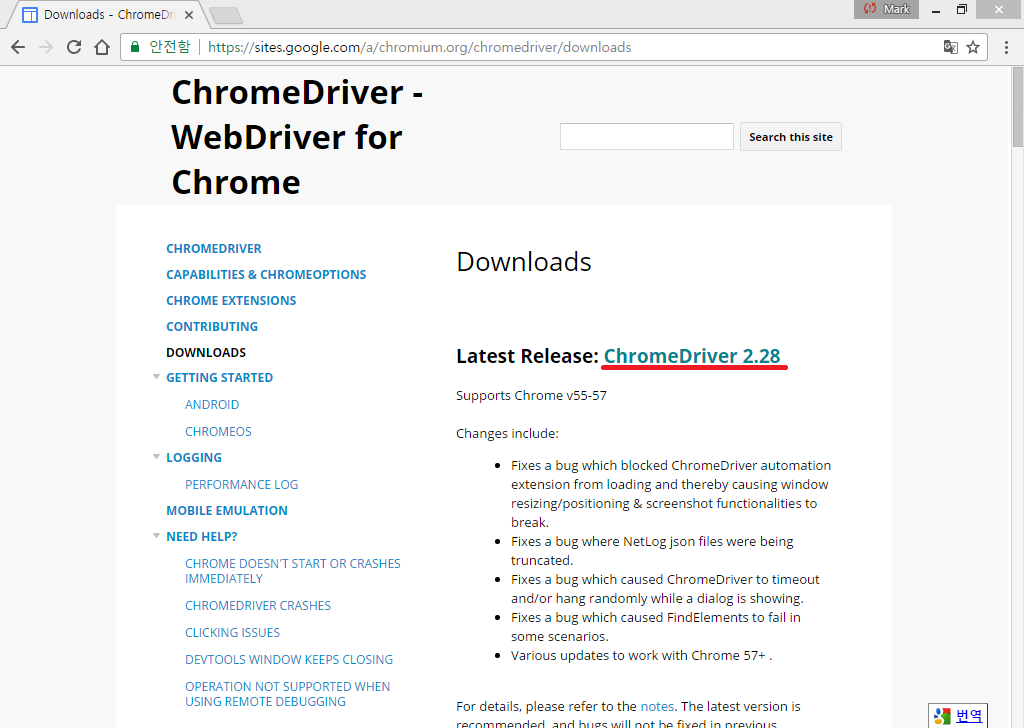 Downloads - ChromeDri
Mark
안전함
https://sites.google.com/a/chromium.org/chromedriver/downloads
ChromeDriver -
WebDriver for
Chrome
Search this site
CHROMEDRIVER
CAPABILITIES & CHROMEOPTIONS
CHROME EXTENSIONS
CONTRIBUTING
DOWNLOADS
GETTING STARTED
ANDROID
CHROMEOS
LOGGING
PERFORMANCE LOG
MOBILE EMULATION
NEED HELP?
CHROME DOESN'T START OR CRASHES
IMMEDIATELY
CHROMEDRIVER CRASHES
CLICKING ISSUES
DEVTOOLS WINDOW KEEPS CLOSING
OPERATION NOT SUPPORTED WHEN
USING REMOTE DEBUGGING
Downloads
Latest Release: ChromeDriver 2.28
Supports Chrome v55-57
Changes include:
Fixes a bug which blocked ChromeDriver automation
extension from loading and thereby causing window
resizing/positioning & screenshot functionalities to
break.
Fixes a bug where NetLog json files were being
truncated.
Fixes a bug which caused ChromeDriver to timeout
and/or hang randomly while a dialog is showing.
Fixes a bug which caused FindElements to fail in
some scenarios.
Various updates to work with Chrome 57+ .
For details, please refer to the notes. The latest version is
recommended, and bugs will not be fixed in previous
번역